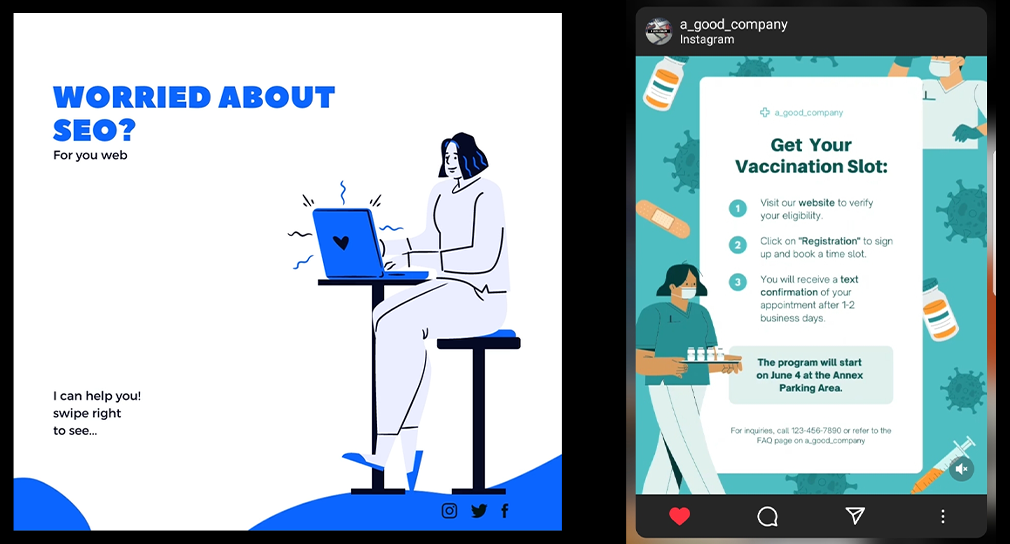 WORRIED ABOUT
SEO?
For you web
I can help you!
swipe right
to see...
a_good_company
Instagram
a_good_company
Get Your
Vaccination Slot:
1
Visit our website to verify
your eligibility.
2
Click on "Registration" to sign
up and book a time slot.
3
You will receive a text
confirmation of your
appointment after 1-2
business days.
The program will start
on June 4 at the Annex
Parking Area.
For inquiries, call 123-456-7890 or refer to the
FAQ page on a_good_company